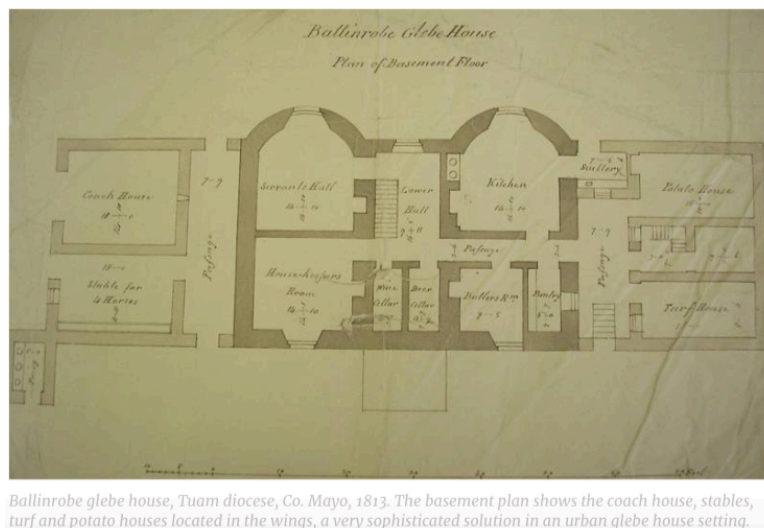 Ballinrobe Glebe House
Plan of Basement Floor
Coach House
Passage
Servants Hall
Lower
Hall
Kitchen
Scullery
Potato House
Passage
Passage
Stable for
4 Horses
House-keepers
Room
Wine
Cellar
Beer
Cellar
Butlers Rm
Pantry
Turf House
Ballinrobe glebe house, Tuam diocese, Co. Mayo, 1813. The basement plan shows the coach house, stables,
turf and potato houses located in the wings, a very sophisticated solution in an urban glebe house setting.